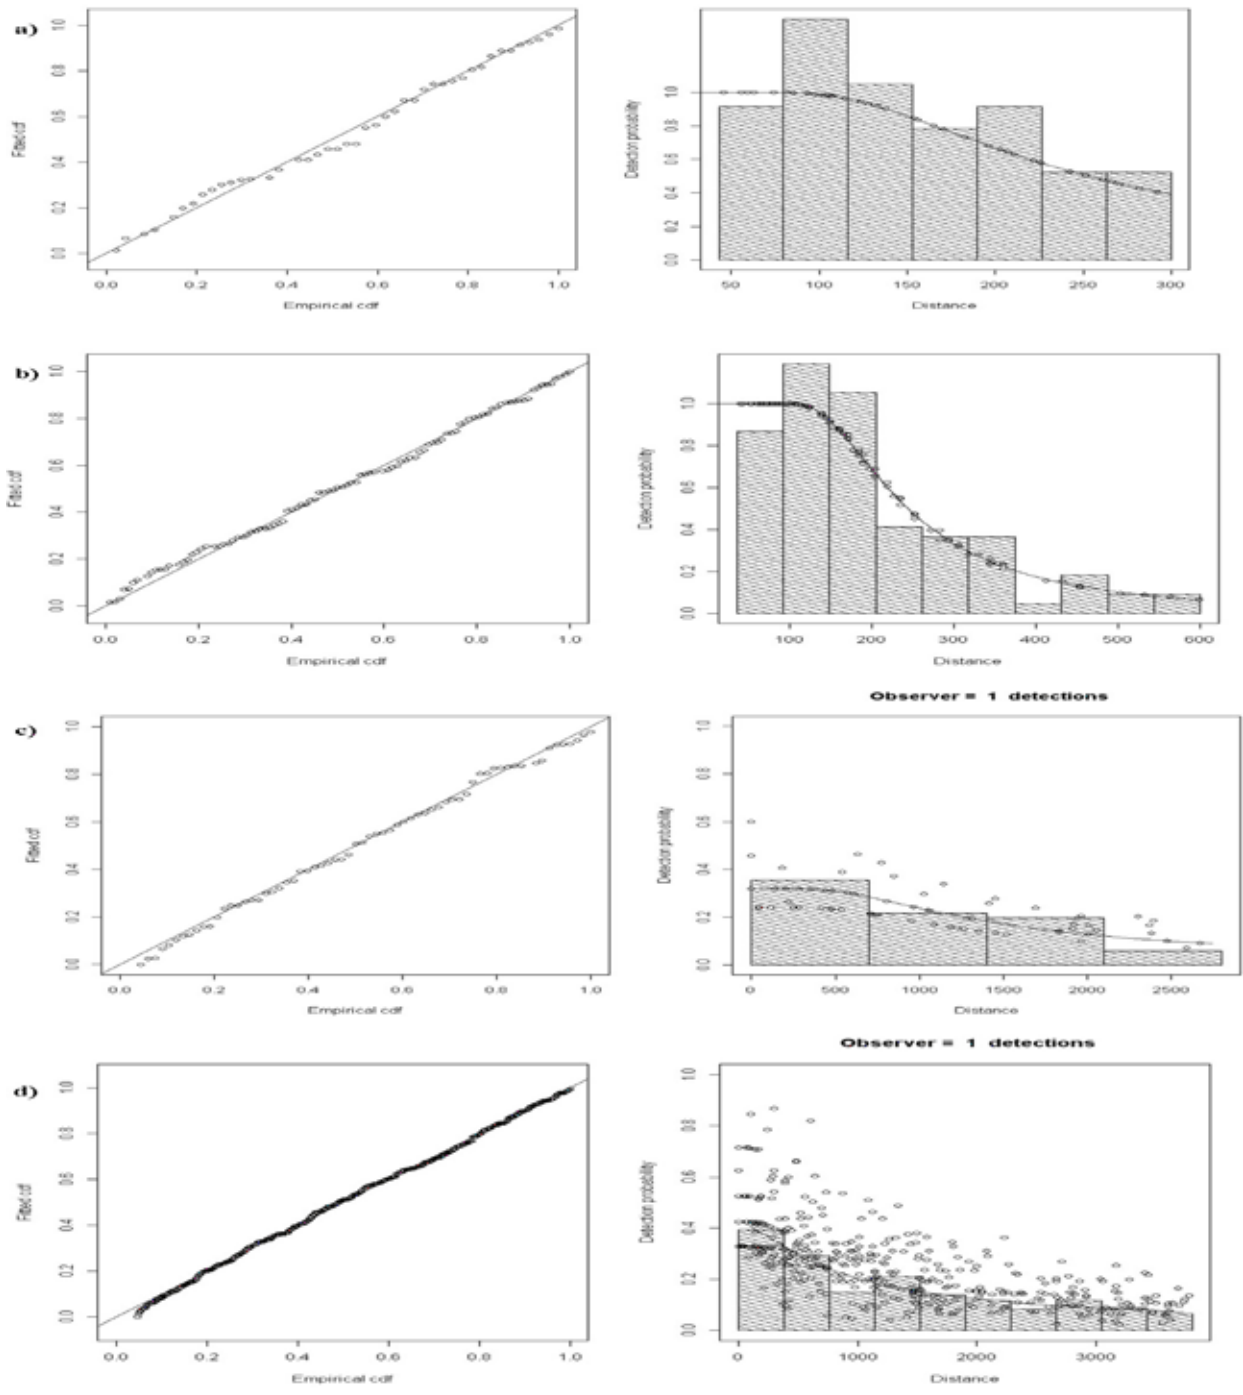 a)
Fitted cdf
0.0 0.2 0.4 0.6 0.8 1.0
0.0 0.2 0.4 0.6 0.8 1.0
Empirical cdf
Detection probability
0.0 0.2 0.4 0.6 0.8 1.0
50 100 150 200 250 300
Distance
b)
Fitted cdf
0.0 0.2 0.4 0.6 0.8 1.0
0.0 0.2 0.4 0.6 0.8 1.0
Empirical cdf
Detection probability
0.0 0.2 0.4 0.6 0.8 1.0
100 200 300 400 500 600
Distance
c)
Fitted cdf
0.0 0.2 0.4 0.6 0.8 1.0
0.0 0.2 0.4 0.6 0.8 1.0
Empirical cdf
Observer = 1 detections
Detection probability
0.0 0.2 0.4 0.6 0.8 1.0
0 500 1000 1500 2000 2500
Distance
d)
Fitted cdf
0.0 0.2 0.4 0.6 0.8 1.0
0.0 0.2 0.4 0.6 0.8 1.0
Empirical cdf
Observer = 1 detections
Detection probability
0.0 0.2 0.4 0.6 0.8 1.0
0 1000 2000 3000
Distance